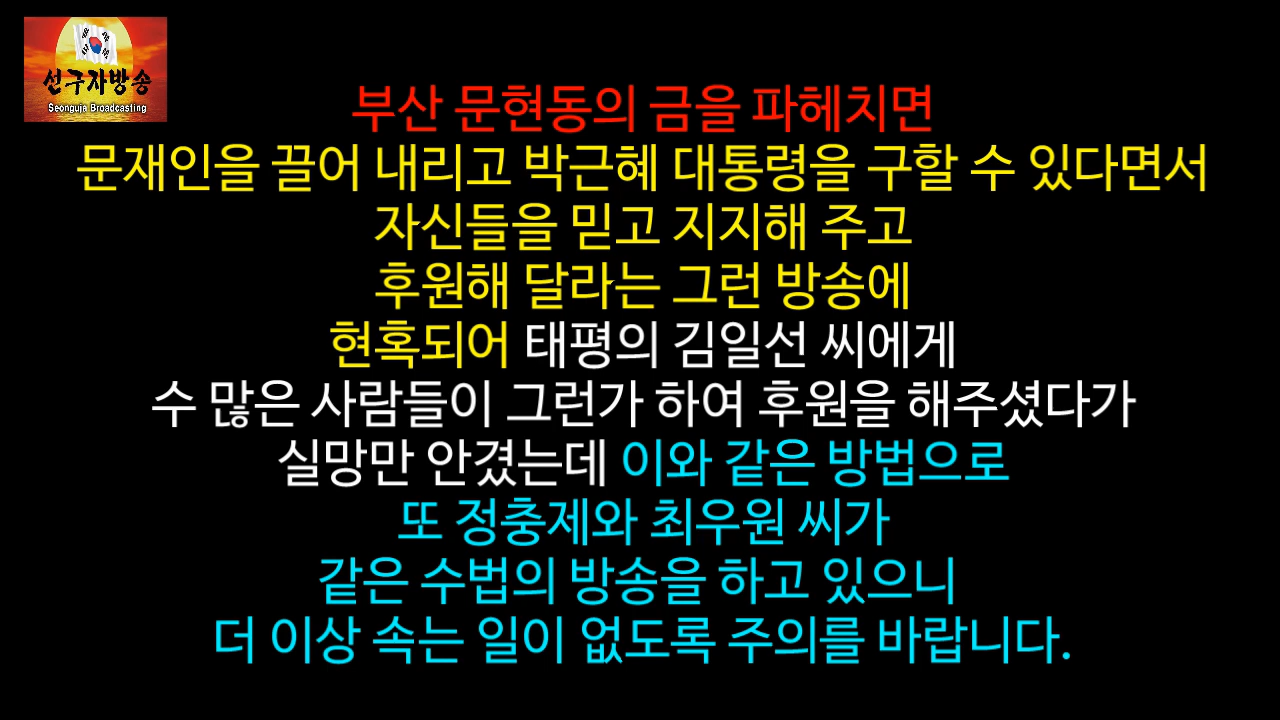 선구자방송
Seonguja Broadcasting
부산 문현동의 금을 파헤치면
문재인을 끌어 내리고 박근혜 대통령을 구할 수 있다면서
자신들을 믿고 지지해 주고
후원해 달라는 그런 방송에
현혹되어 태평의 김일선 씨에게
수 많은 사람들이 그런가 하여 후원을 해주셨다가
실망만 안겼는데 이와 같은 방법으로
또 정충제와 최우원 씨가
같은 수법의 방송을 하고 있으니
더 이상 속는 일이 없도록 주의를 바랍니다.